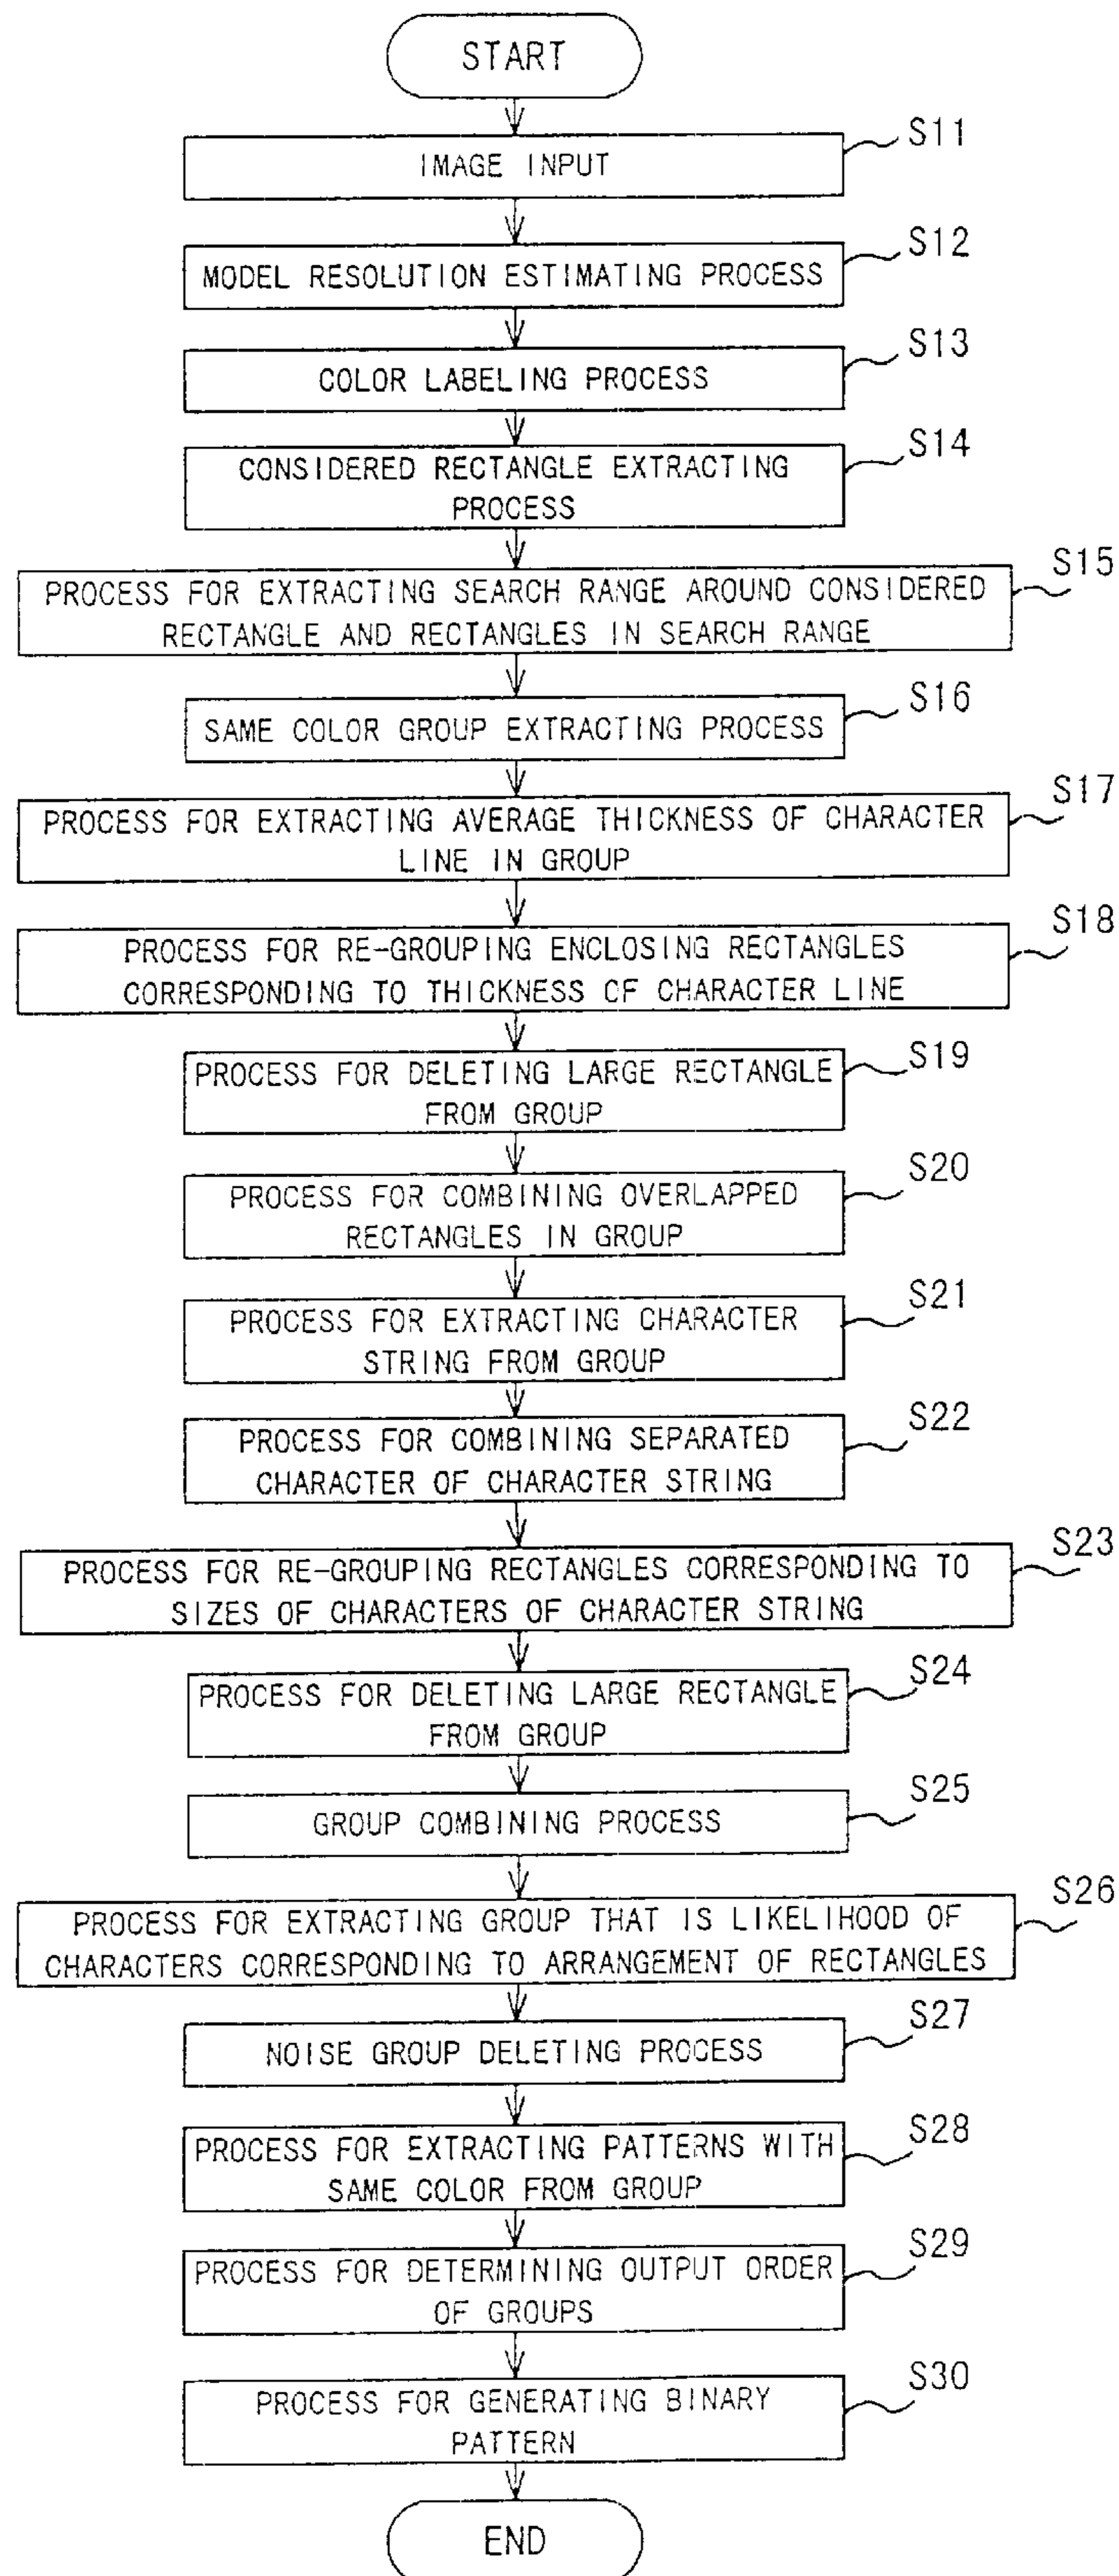 START
S11
IMAGE INPUT
S12
MODEL RESOLUTION ESTIMATING PROCESS
S13
COLOR LABELING PROCESS
S14
CONSIDERED RECTANGLE EXTRACTING
PROCESS
S15
PROCESS FOR EXTRACTING SEARCH RANGE AROUND CONSIDERED
RECTANGLE AND RECTANGLES IN SEARCH RANGE
S16
SAME COLOR GROUP EXTRACTING PROCESS
S17
PROCESS FOR EXTRACTING AVERAGE THICKNESS OF CHARACTER
LINE IN GROUP
S18
PROCESS FOR RE-GROUPING ENCLOSING RECTANGLES
CORRESPONDING TO THICKNESS OF CHARACTER LINE
S19
PROCESS FOR DELETING LARGE RECTANGLE
FROM GROUP
S20
PROCESS FOR COMBINING OVERLAPPED
RECTANGLES IN GROUP
S21
PROCESS FOR EXTRACTING CHARACTER
STRING FROM GROUP
S22
PROCESS FOR COMBINING SEPARATED
CHARACTER OF CHARACTER STRING
S23
PROCESS FOR RE-GROUPING RECTANGLES CORRESPONDING TO
SIZES OF CHARACTERS OF CHARACTER STRING
S24
PROCESS FOR DELETING LARGE RECTANGLE
FROM GROUP
S25
GROUP COMBINING PROCESS
S26
PROCESS FOR EXTRACTING GROUP THAT IS LIKELIHOOD OF
CHARACTERS CORRESPONDING TO ARRANGEMENT OF RECTANGLES
S27
NOISE GROUP DELETING PROCESS
S28
PROCESS FOR EXTRACTING PATTERNS WITH
SAME COLOR FROM GROUP
S29
PROCESS FOR DETERMINING OUTPUT ORDER
OF GROUPS
S30
PROCESS FOR GENERATING BINARY
PATTERN
END